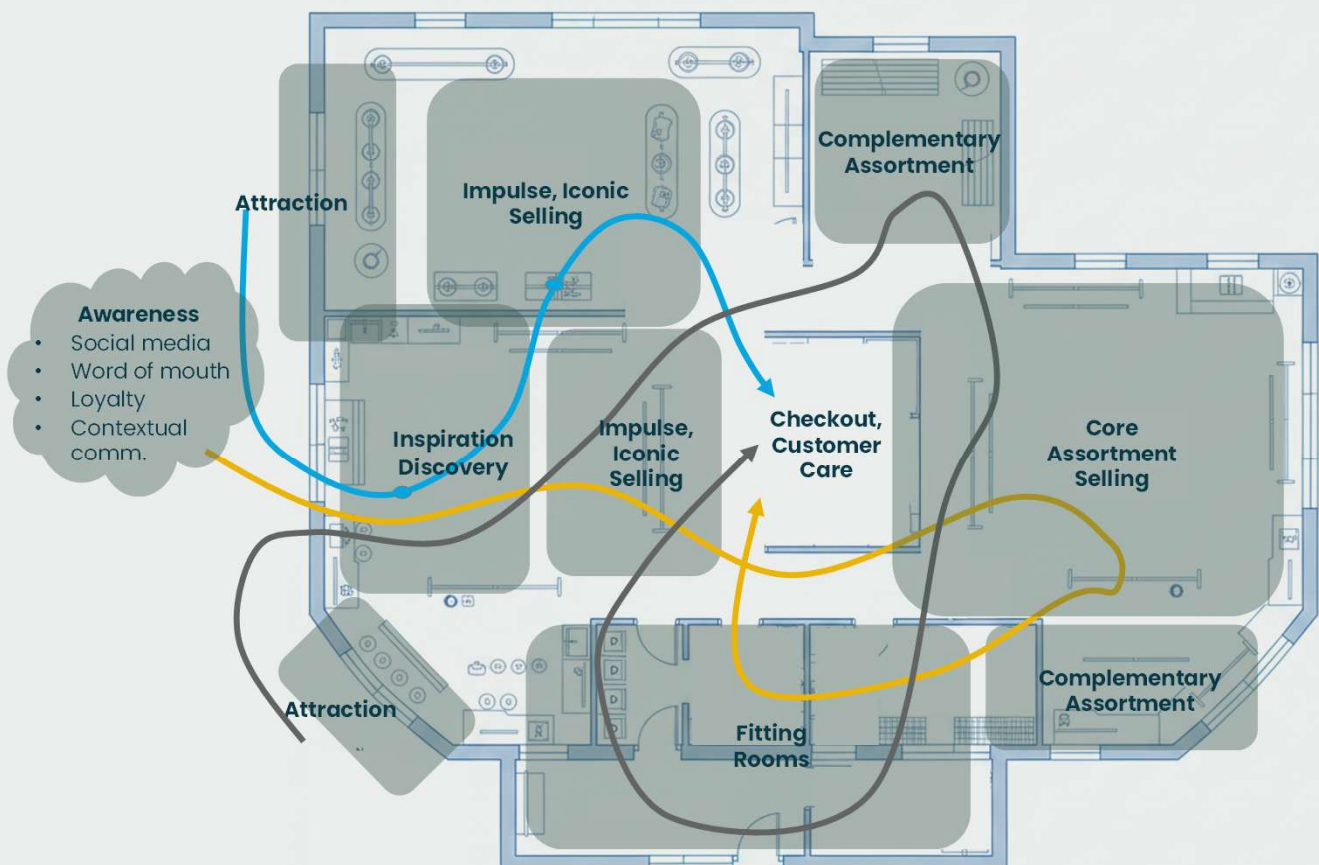 Complementary
Assortment
Impulse, Iconic
Selling
Attraction
Awareness
• Social media
• Word of mouth
• Loyalty
• Contextual
comm.
Inspiration
Discovery
Impulse,
Iconic
Selling
Checkout,
Customer
Care
Core
Assortment
Selling
Attraction
Fitting
Rooms
Complementary
Assortment